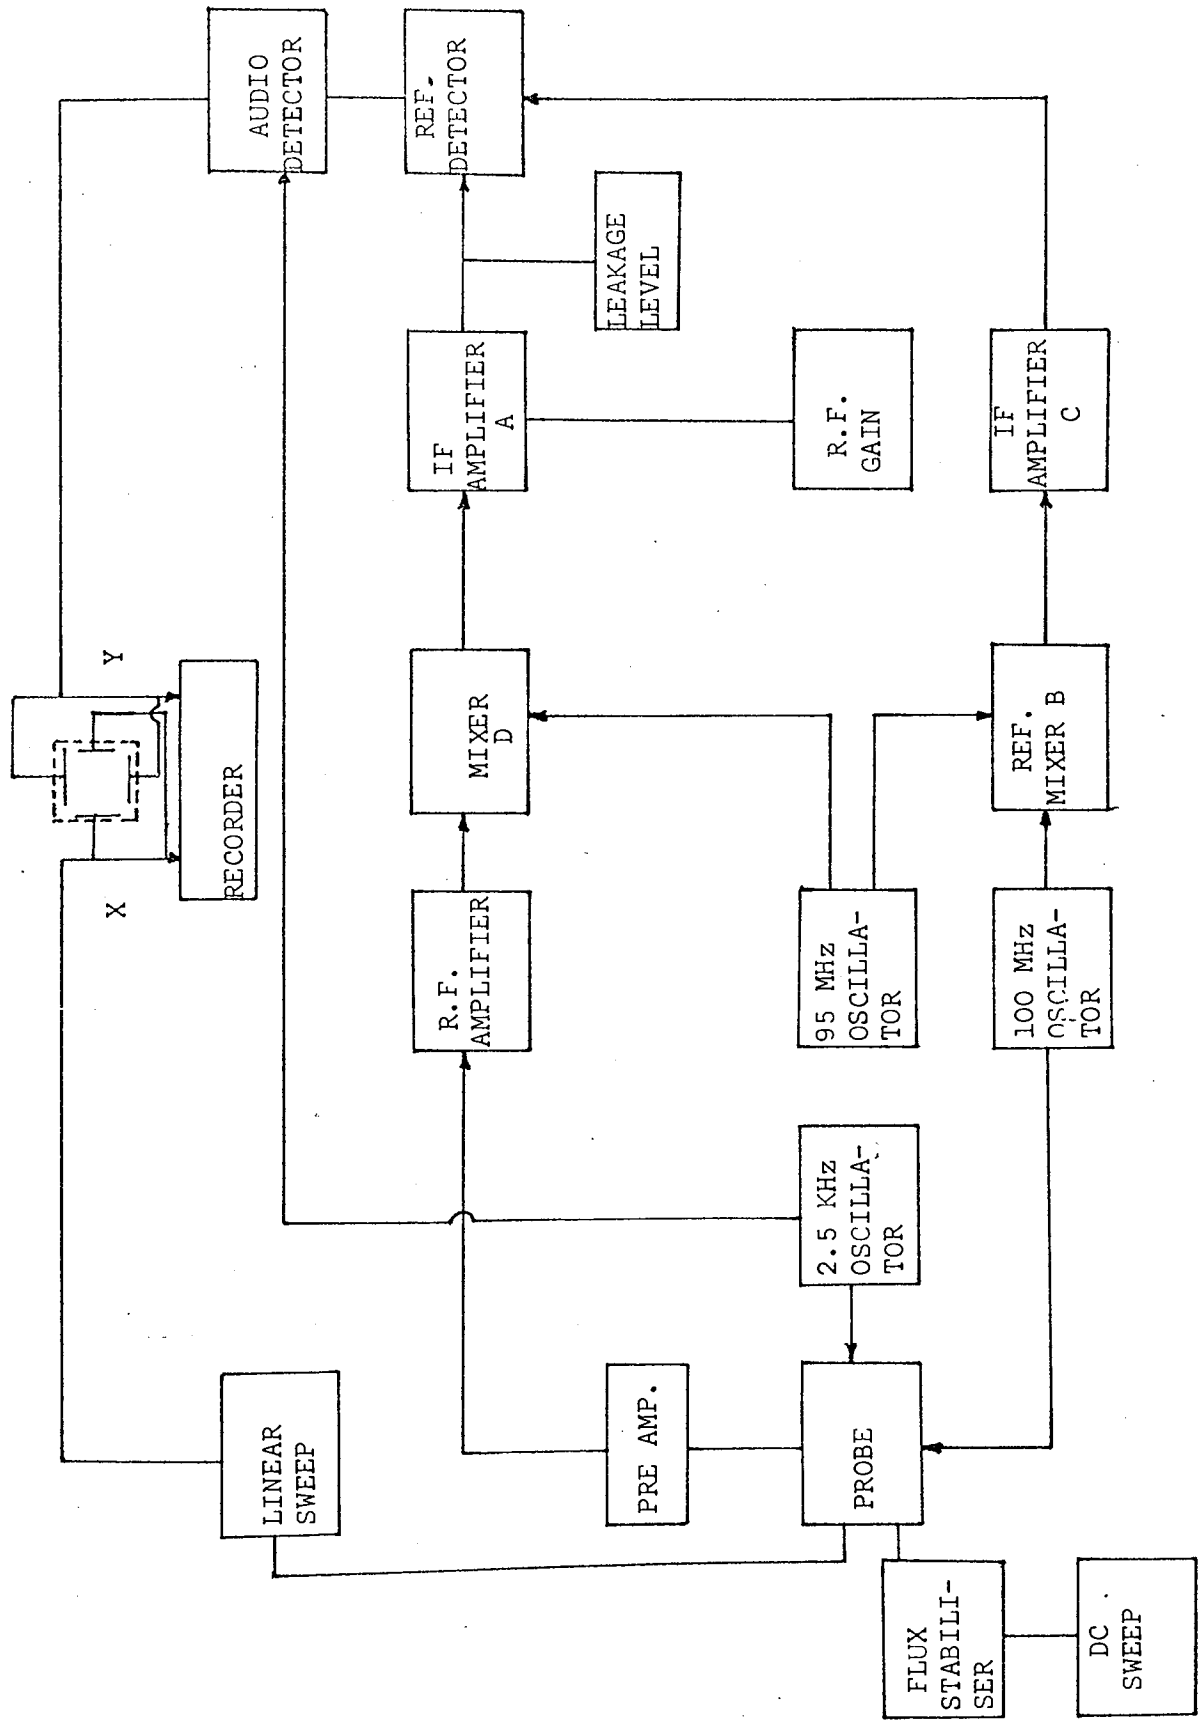 X
Y
RECORDER
LINEAR
SWEEP
AUDIO
DETECTOR
PRE AMP.
R.F.
AMPLIFIER
MIXER
D
IF
AMPLIFIER
A
REF.
DETECTOR
LEAKAGE
LEVEL
FLUX
STABILI-
SER
DC
SWEEP
PROBE
2.5 KHz
OSCILLA-
TOR
95 MHz
OSCILLA-
TOR
R.F.
GAIN
100 MHz
OSCILLA-
TOR
REF.
MIXER B
IF
AMPLIFIER
C